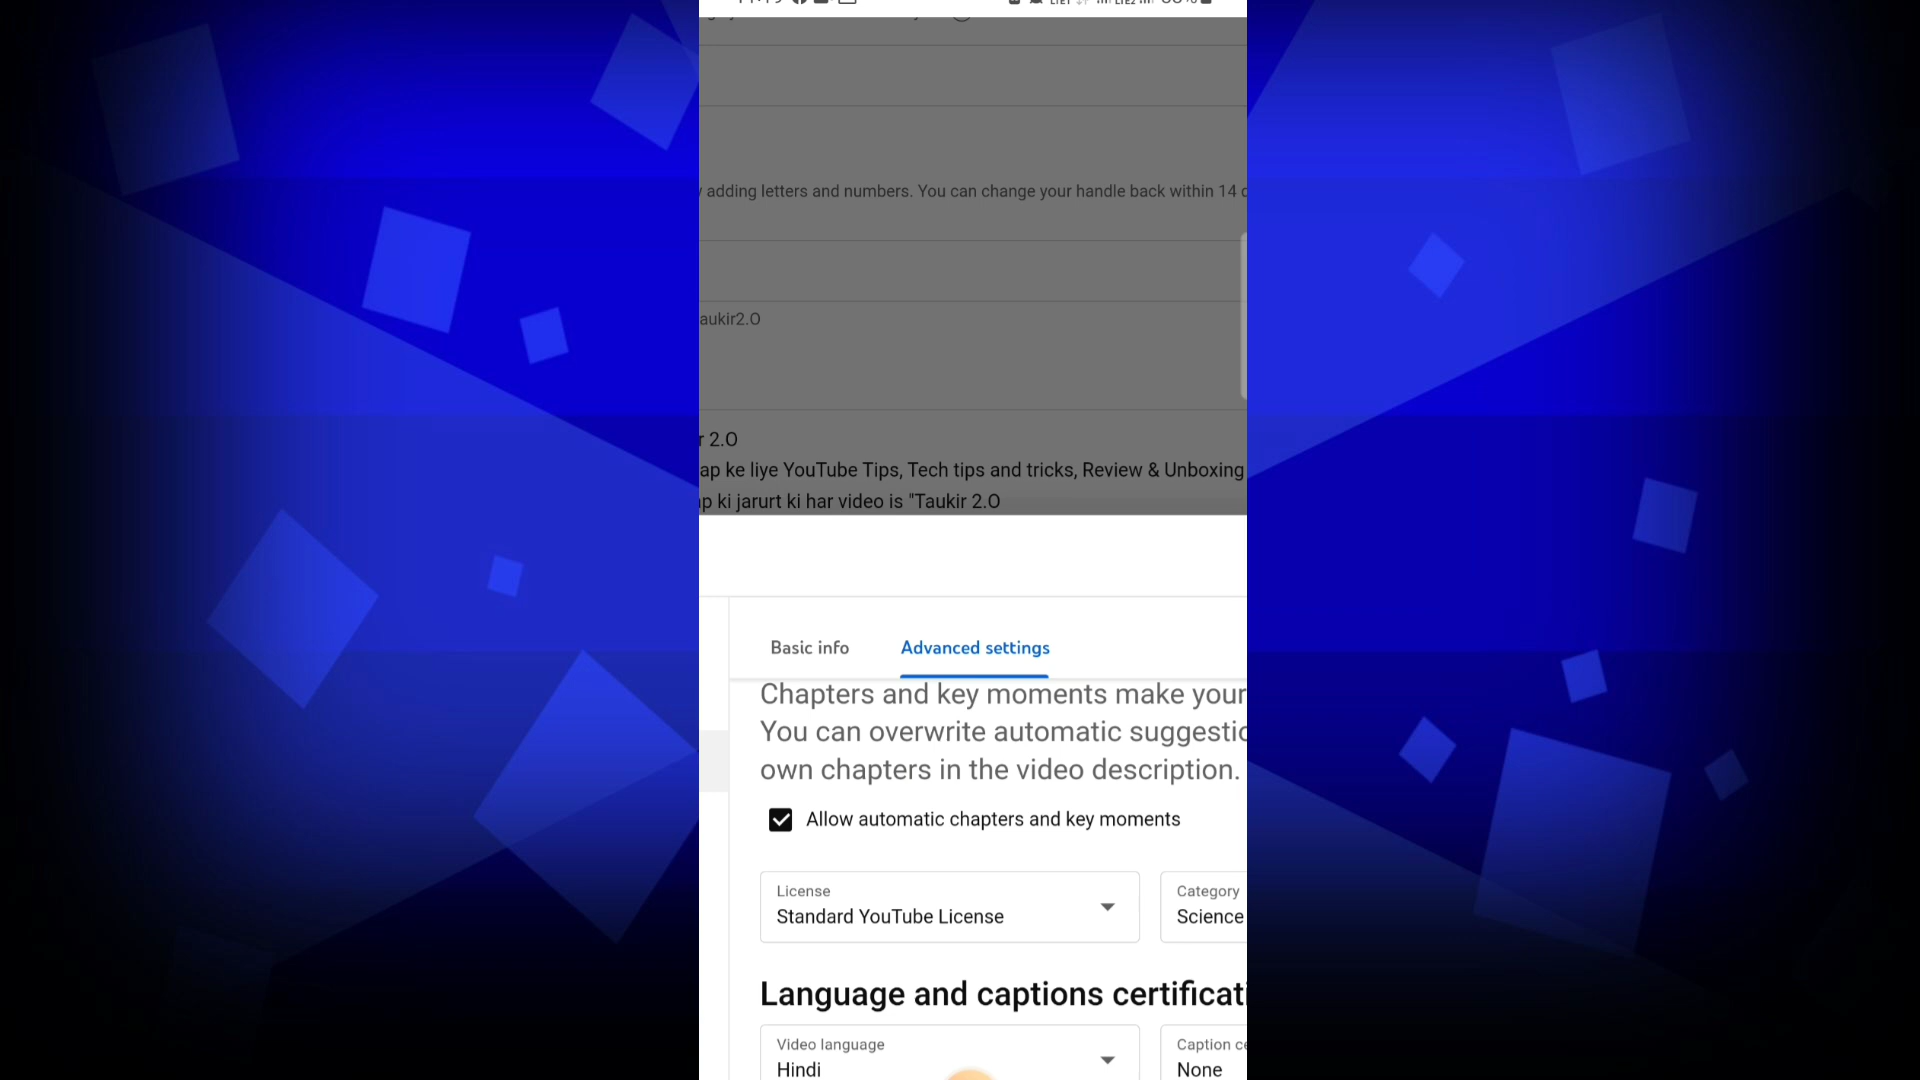 adding letters and numbers. You can change your handle back within 14
aukir2.O
r 2.O
ap ke liye YouTube Tips, Tech tips and tricks, Review & Unboxing
p ki jarurt ki har video is "Taukir 2.O
Basic info
Advanced settings
Chapters and key moments make your
You can overwrite automatic suggestio
own chapters in the video description.
Allow automatic chapters and key moments
License
Standard YouTube License
Category
Science
Language and captions certificati
Video language
Hindi
Caption ce
None